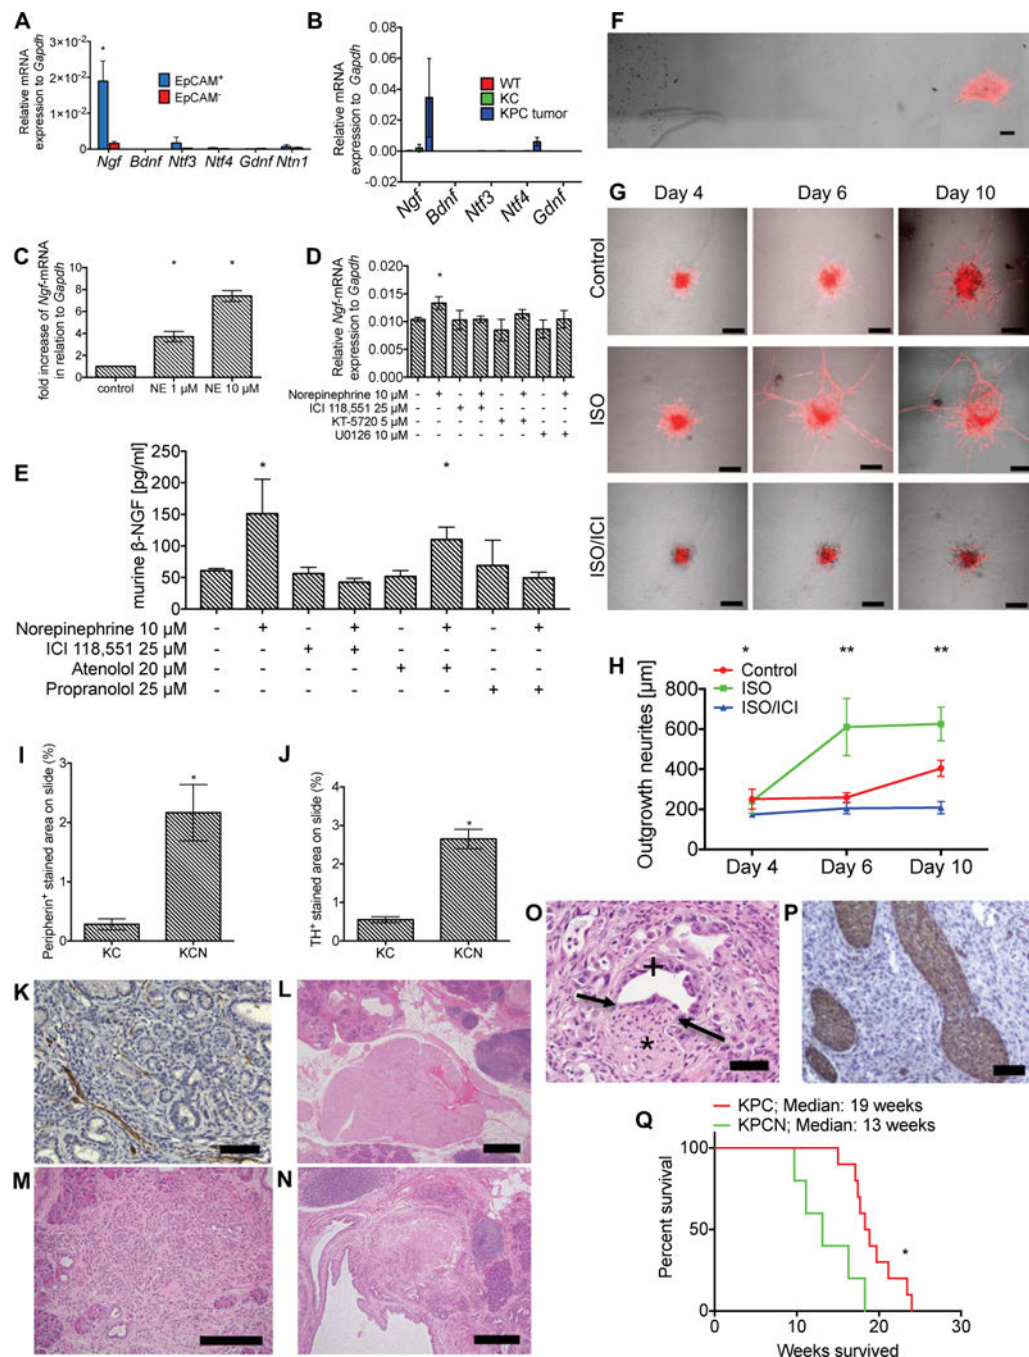 A
Relative mRNA
expression to Gapdh
3×10⁻²
2×10⁻²
1×10⁻²
0
*
EpCAM⁺
EpCAM⁻
Ngf Bdnf Ntf3 Ntf4 Gdnf Ntn1
B
Relative mRNA
expression to Gapdh
0.08
0.06
0.04
0.02
0.00
-0.02
WT
KC
KPC tumor
Ngf
Bdnf
Ntf3
Ntf4
Gdnf
C
fold increase of Ngf-mRNA
in relation to Gapdh
10
8
6
4
2
0
* *
control NE 1 µM NE 10 µM
D
Relative Ngf-mRNA
expression to Gapdh
0.020
0.015
0.010
0.005
0.000
*
Norepinephrine 10 µM - + - + - + - +
ICI 118,551 25 µM - - + + - - - -
KT-5720 5 µM - - - - + + - -
U0126 10 µM - - - - - - + +
E
murine β-NGF [pg/ml]
250
200
150
100
50
0
* *
Norepinephrine 10 µM - + - + - + - +
ICI 118,551 25 µM - - + + - - - -
Atenolol 20 µM - - - - + + - -
Propranolol 25 µM - - - - - - + +
F
G
Day 4 Day 6 Day 10
Control
ISO
ISO/ICI
H
* ** **
Control
ISO
ISO/ICI
Outgrowth neurites [µm]
800
600
400
200
0
Day 4 Day 6 Day 10
I
Peripherin⁺ stained area on slide (%)
3
2
1
0
*
KC KCN
J
TH⁺ stained area on slide (%)
4
3
2
1
0
*
KC KCN
K
L
M
N
O
+
*
P
Q
KPC; Median: 19 weeks
KPCN; Median: 13 weeks
Percent survival
100
50
0
*
0 10 20 30
Weeks survived